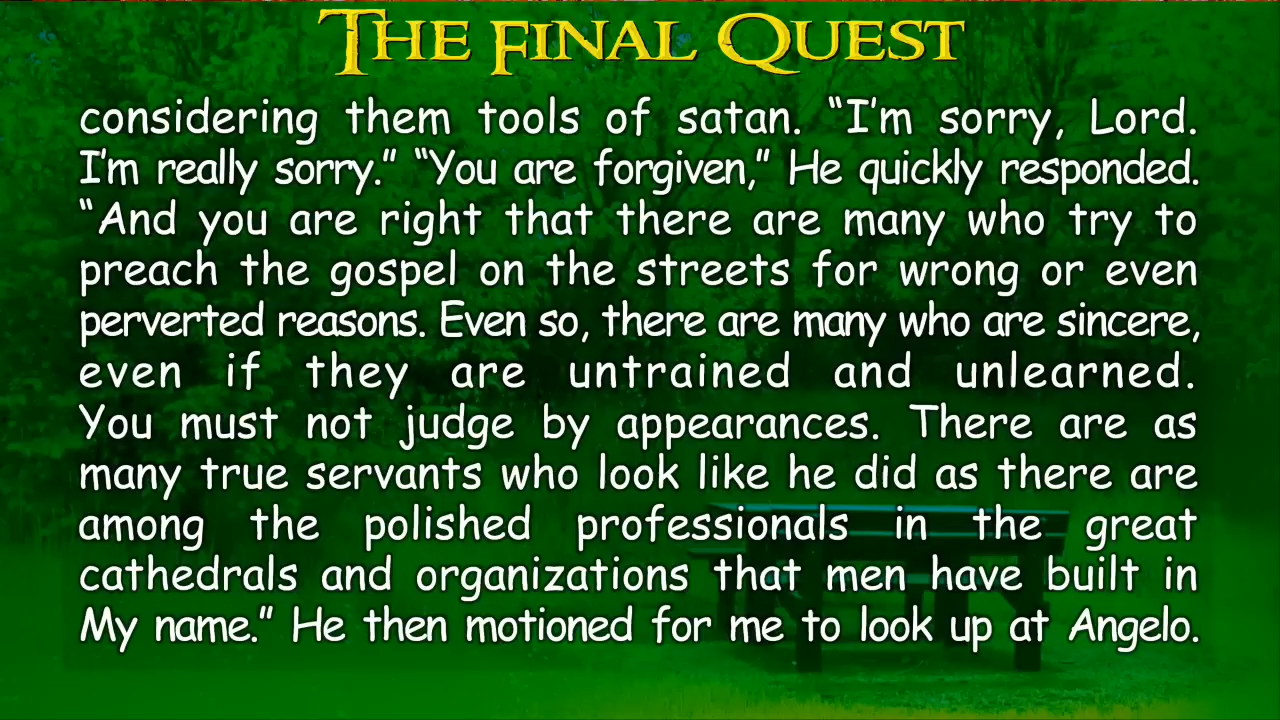 THE FINAL QUEST
considering them tools of satan. “I’m sorry, Lord.
I’m really sorry.” “You are forgiven,” He quickly responded.
“And you are right that there are many who try to
preach the gospel on the streets for wrong or even
perverted reasons. Even so, there are many who are sincere,
even if they are untrained and unlearned.
You must not judge by appearances. There are as
many true servants who look like he did as there are
among the polished professionals in the great
cathedrals and organizations that men have built in
My name.” He then motioned for me to look up at Angelo.